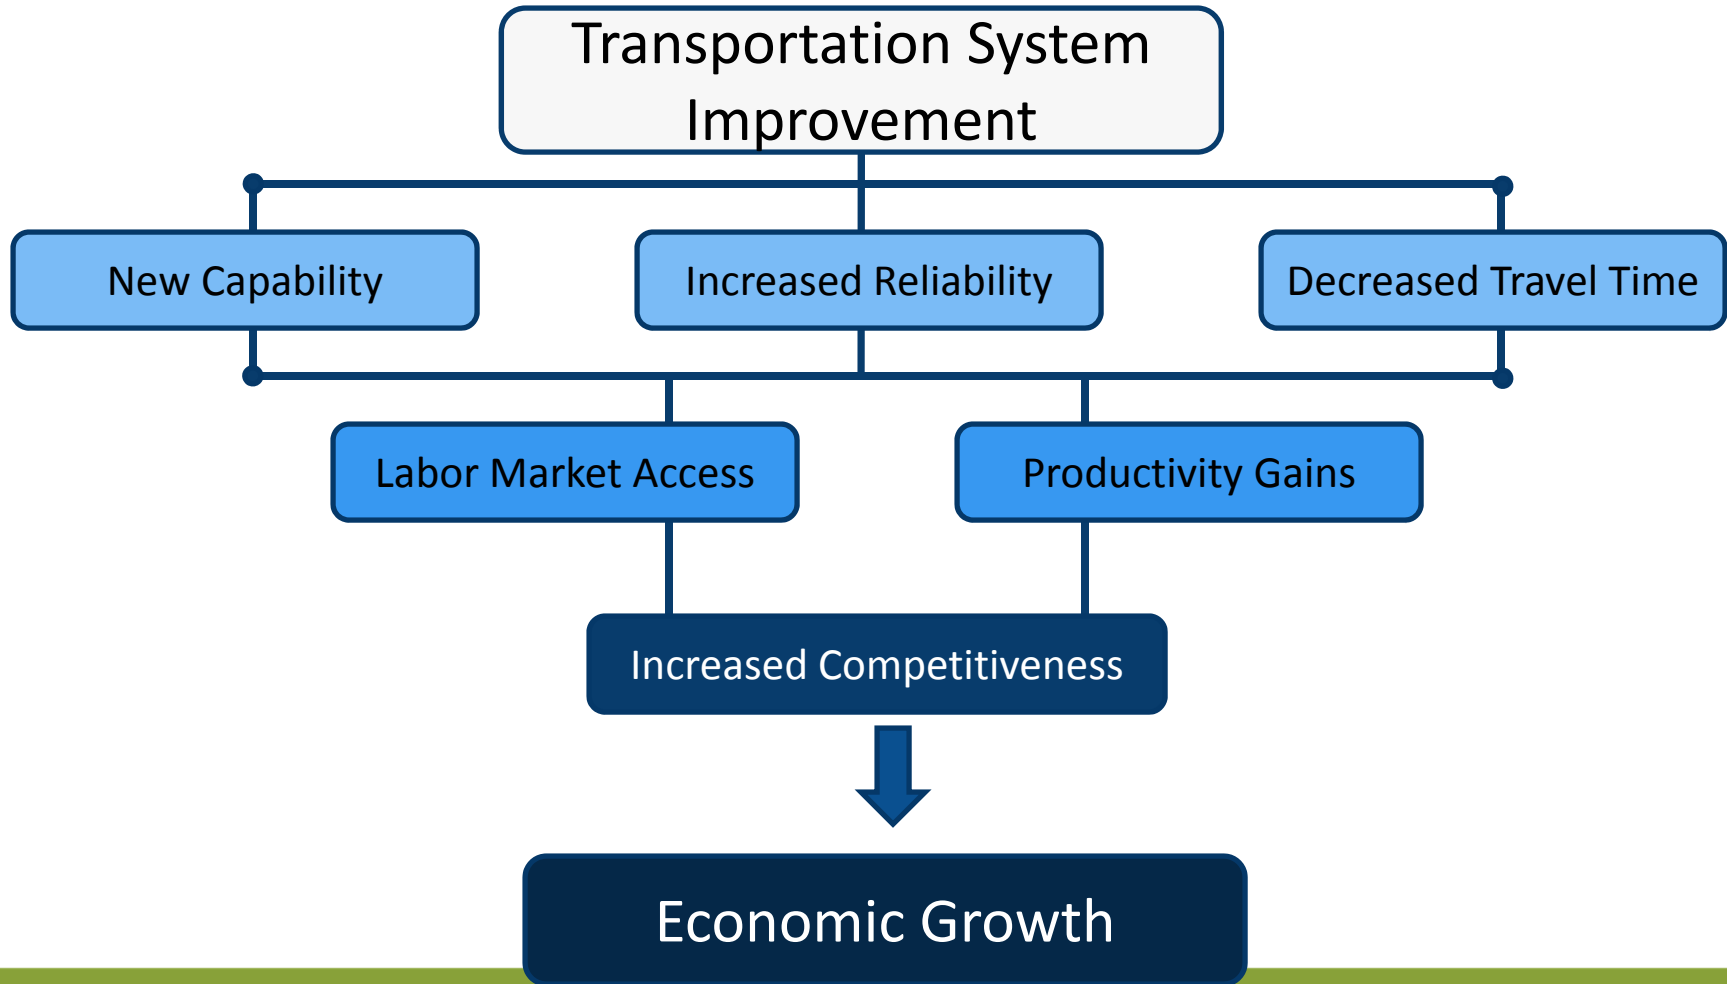 Transportation System
Improvement
New Capability
Increased Reliability
Decreased Travel Time
Labor Market Access
Productivity Gains
Increased Competitiveness
Economic Growth